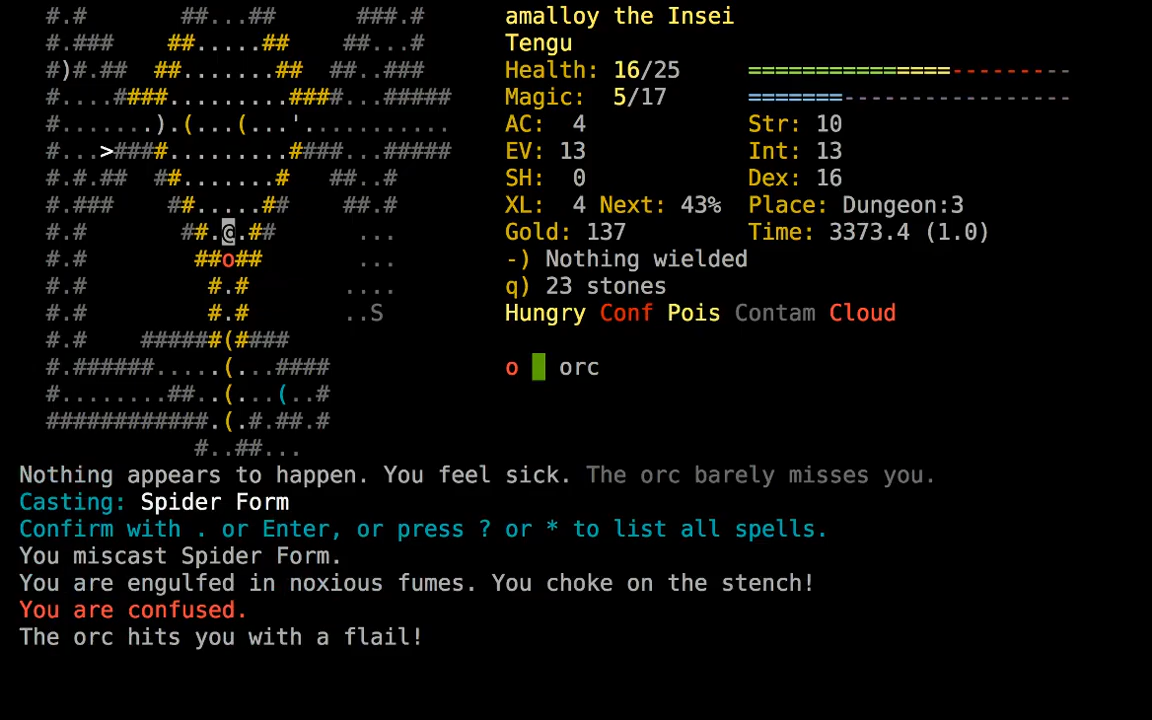 #.#       ##...##        ###.#    amalloy the Insei
#.###    ##.....##    ##...#    Tengu
#)#.##  ##.......##  ##..###    Health: 16/25     ========================
#....####.........####...#####    Magic:  5/17      =======-----------------
#.......).(...(...'...........    AC:  4            Str: 10
#...>####.........####...#####    EV: 13            Int: 13
#.#.##  ##.......#   ##..#     SH:  0            Dex: 16
#.###    ##.....##    ##.#     XL:  4 Next: 43%  Place: Dungeon:3
#.#       ##.@.##      ...     Gold: 137         Time: 3373.4 (1.0)
#.#        ##o##       ...     -) Nothing wielded
#.#         #.#        ....    q) 23 stones
#.#         #.#       ..S      Hungry Conf Pois Contam Cloud
#.#    ######(####
#.######.....(...####             o   orc
#........##..(...(..#
############.(.#.##.#
#..##...
Nothing appears to happen. You feel sick. The orc barely misses you.
Casting: Spider Form
Confirm with . or Enter, or press ? or * to list all spells.
You miscast Spider Form.
You are engulfed in noxious fumes. You choke on the stench!
You are confused.
The orc hits you with a flail!